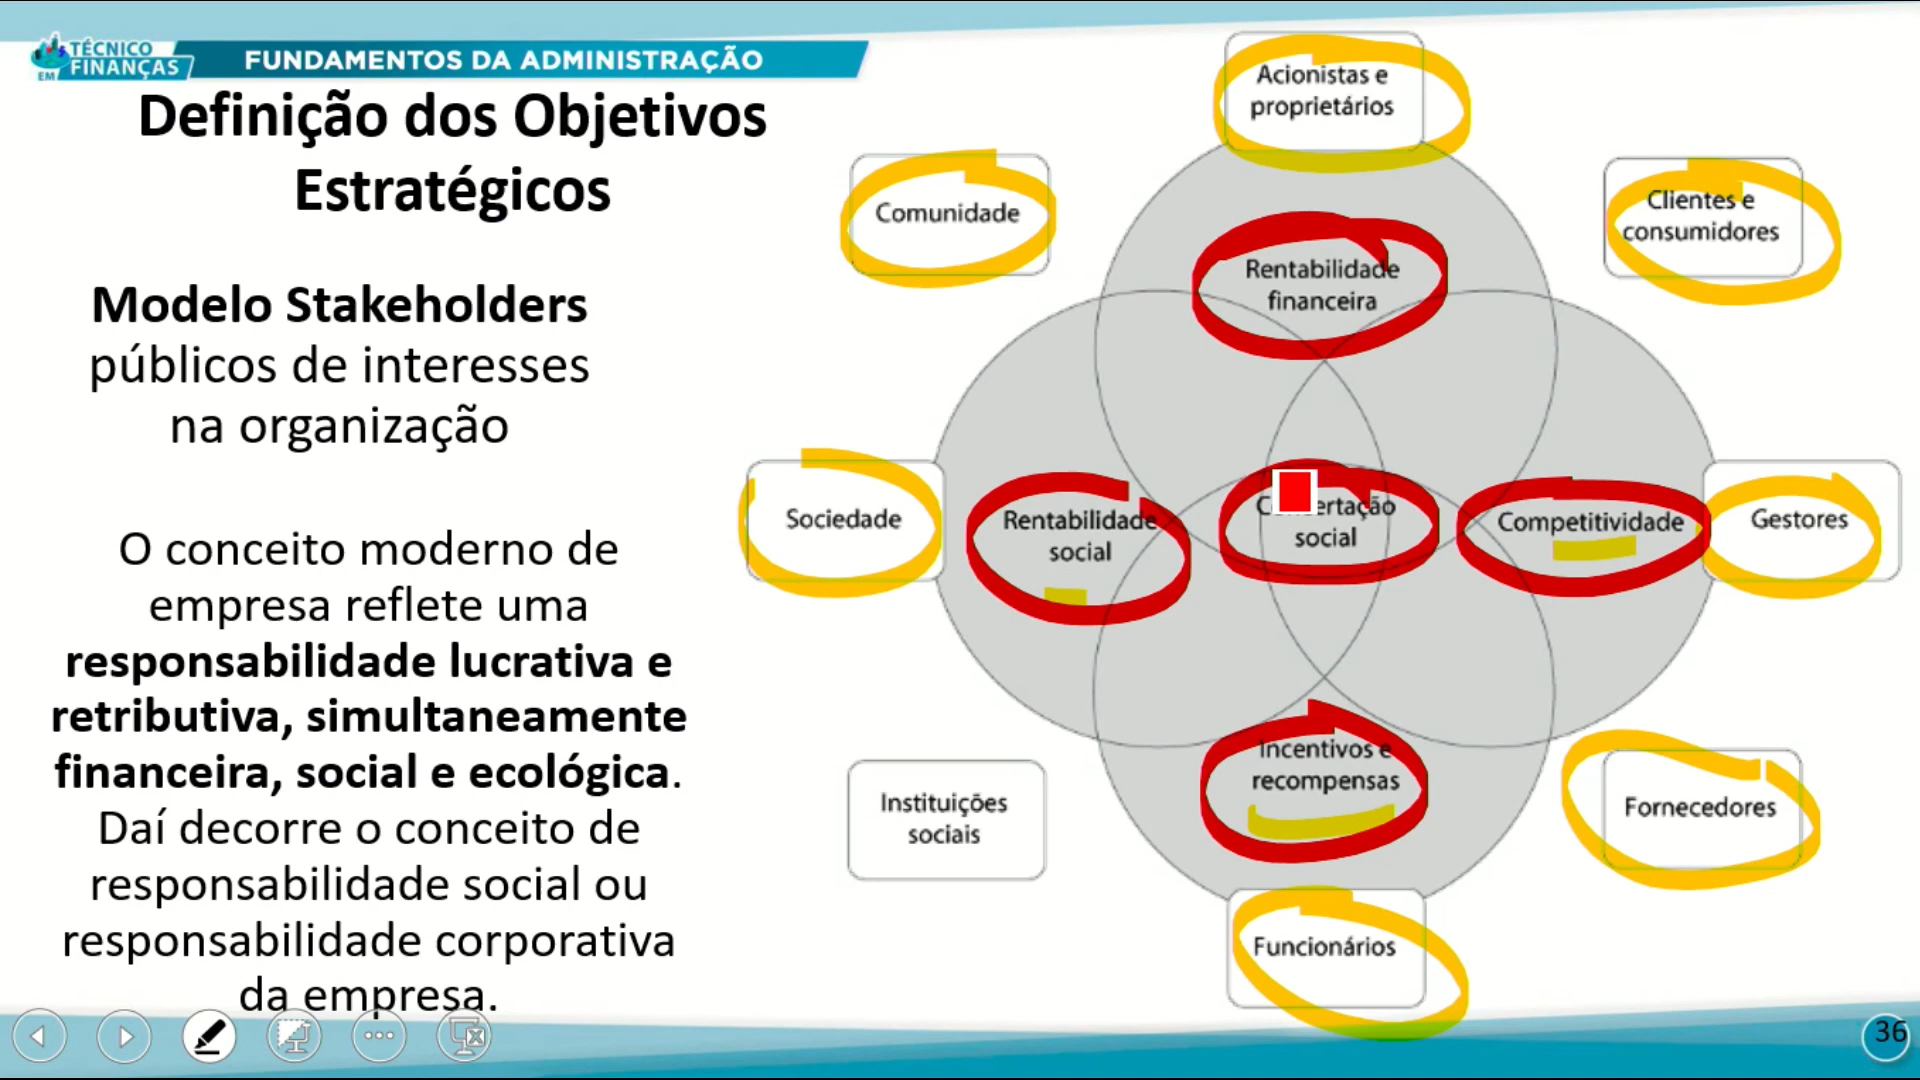 TÉCNICO
EM FINANÇAS
FUNDAMENTOS DA ADMINISTRAÇÃO
Definição dos Objetivos
Estratégicos
Modelo Stakeholders
públicos de interesses
na organização
O conceito moderno de
empresa reflete uma
responsabilidade lucrativa e
retributiva, simultaneamente
financeira, social e ecológica.
Daí decorre o conceito de
responsabilidade social ou
responsabilidade corporativa
da empresa.
Acionistas e
proprietários
Comunidade
Clientes e
consumidores
Rentabilidade
financeira
Sociedade
Rentabilidade
social
social
Competitividade
Gestores
Incentivos e
recompensas
Instituições
sociais
Fornecedores
Funcionários
36